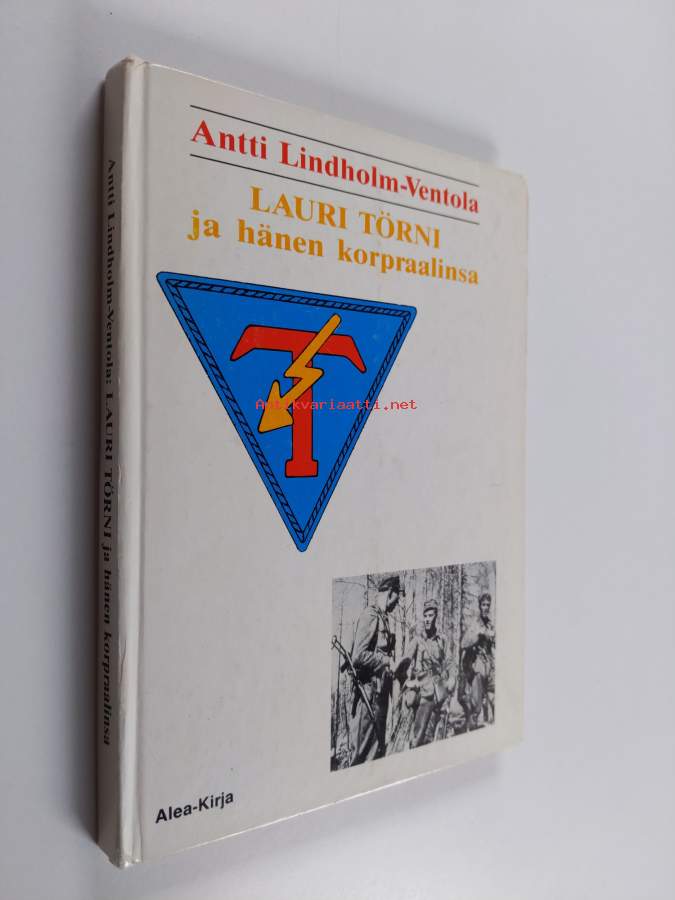 Antti Lindholm-Ventola
LAURI TÖRNI
ja hänen korpraalinsa
T
Antikvariaatti.net
Alea-Kirja
Antti Lindholm-Ventola: LAURI TÖRNI ja hänen korpraalinsa